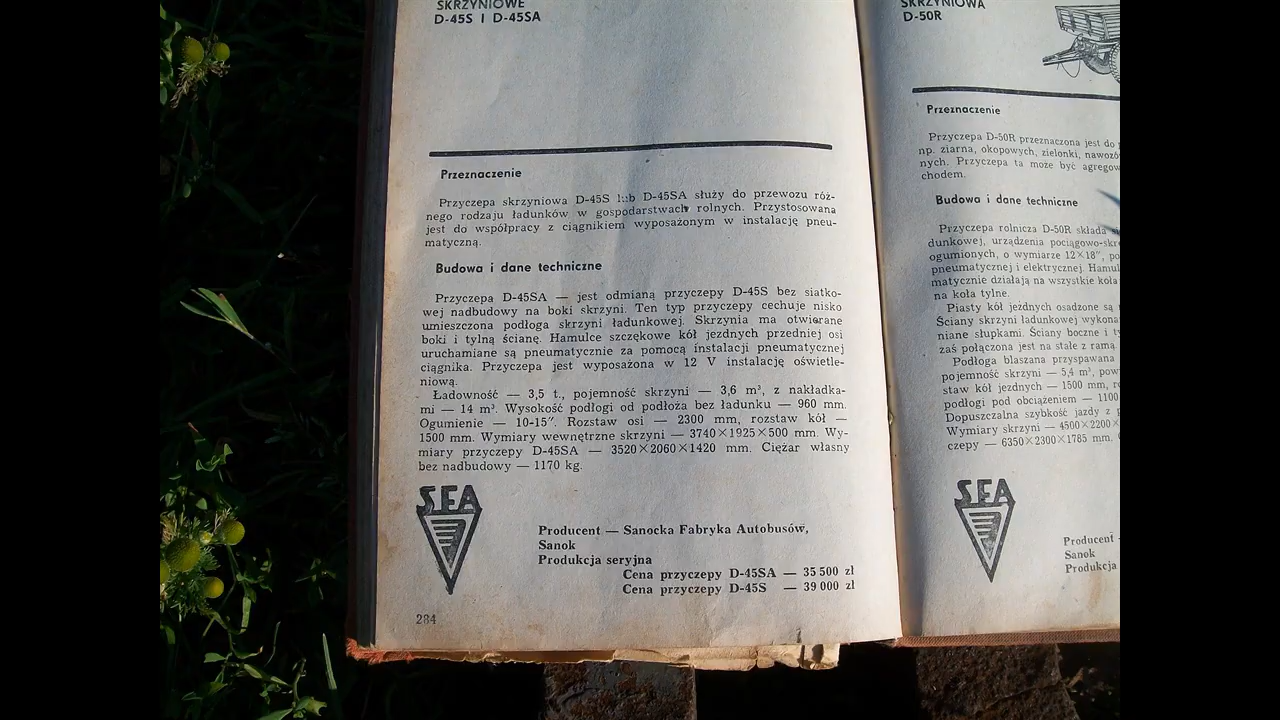 SKRZYNIOWE
D-45S I D-45SA
Przeznaczenie
Przyczepa skrzyniowa D-45S lub D-45SA służy do przewozu róż-
nego rodzaju ładunków w gospodarstwach rolnych. Przystosowana
jest do współpracy z ciągnikiem wyposażonym w instalację pneu-
matyczną.
Budowa i dane techniczne
Przyczepa D-45SA — jest odmianą przyczepy D-45S bez siatko-
wej nadbudowy na boki skrzyni. Ten typ przyczepy cechuje nisko
umieszczona podłoga skrzyni ładunkowej. Skrzynia ma otwierane
boki i tylną ścianę. Hamulce szczękowe kół jezdnych przedniej osi
uruchamiane są pneumatycznie za pomocą instalacji pneumatycznej
ciągnika. Przyczepa jest wyposażona w 12 V instalację oświetle-
niową.
Ładowność — 3,5 t., pojemność skrzyni — 3,6 m³, z nakładka-
mi — 14 m³. Wysokość podłogi od podłoża bez ładunku — 960 mm.
Ogumienie — 10-15″. Rozstaw osi — 2300 mm, rozstaw kół —
1500 mm. Wymiary wewnętrzne skrzyni — 3740×1925×500 mm. Wy-
miary przyczepy D-45SA — 3520×2060×1420 mm. Ciężar własny
bez nadbudowy — 1170 kg.
SFA
Producent — Sanocka Fabryka Autobusów,
Sanok
Produkcja seryjna
Cena przyczepy D-45SA — 35 500 zł
Cena przyczepy D-45S — 39 000 zł
284
SKRZYNIOWA
D-50R
Przeznaczenie
Przyczepa D-50R przeznaczona jest do
np. ziarna, okopowych, zielonki, nawozó
nych. Przyczepa ta może być agregow
chodem.
Budowa i dane techniczne
Przyczepa rolnicza D-50R składa
dunkowej, urządzenia pociągowo-skrę
ogumionych, o wymiarze 12×18″, po
pneumatycznej i elektrycznej. Hamul
matycznie działają na wszystkie koła
na koła tylne.
Piasty kół jezdnych osadzone są
Ściany skrzyni ładunkowej wykona
niane słupkami. Ściany boczne i ty
zaś połączona jest na stałe z ramą.
Podłoga blaszana przyspawana
pojemność skrzyni — 5,4 m³, pow
staw kół jezdnych — 1500 mm, ro
podłogi pod obciążeniem — 1100
Dopuszczalna szybkość jazdy z p
Wymiary skrzyni — 4500×2200×
czepy — 6350×2300×1785 mm.
SFA
Producent
Sanok
Produkcja